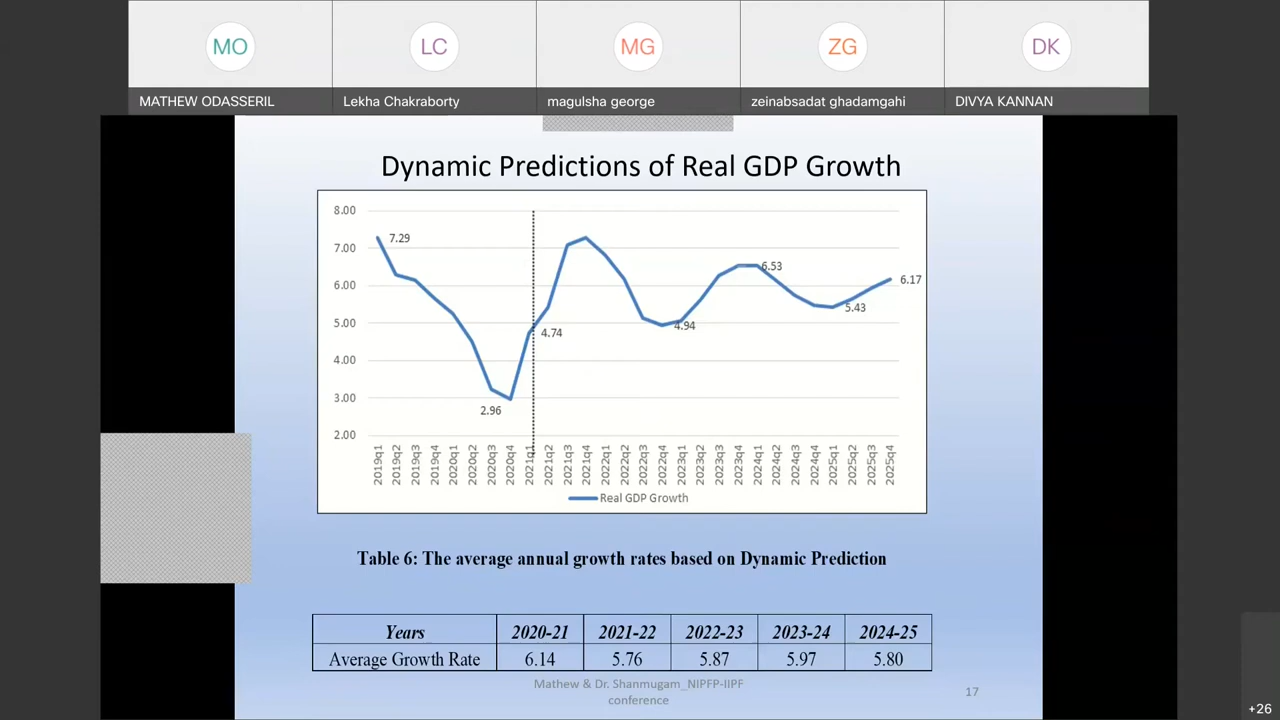 MO
LC
MG
ZG
DK
MATHEW ODASSERIL
Lekha Chakraborty
magulsha george
zeinabsadat ghadamgahi
DIVYA KANNAN
Dynamic Predictions of Real GDP Growth
8.00
7.00
6.00
5.00
4.00
3.00
2.00
7.29
2.96
4.74
4.94
6.53
5.43
6.17
2019q1
2019q2
2019q3
2019q4
2020q1
2020q2
2020q3
2020q4
2021q1
2021q2
2021q3
2021q4
2022q1
2022q2
2022q3
2022q4
2023q1
2023q2
2023q3
2023q4
2024q1
2024q2
2024q3
2024q4
2025q1
2025q2
2025q3
2025q4
Real GDP Growth
Table 6: The average annual growth rates based on Dynamic Prediction
Years 2020-21 2021-22 2022-23 2023-24 2024-25
Average Growth Rate 6.14 5.76 5.87 5.97 5.80
Mathew & Dr. Shanmugam_NIPFP-IIPF
conference
17
+26